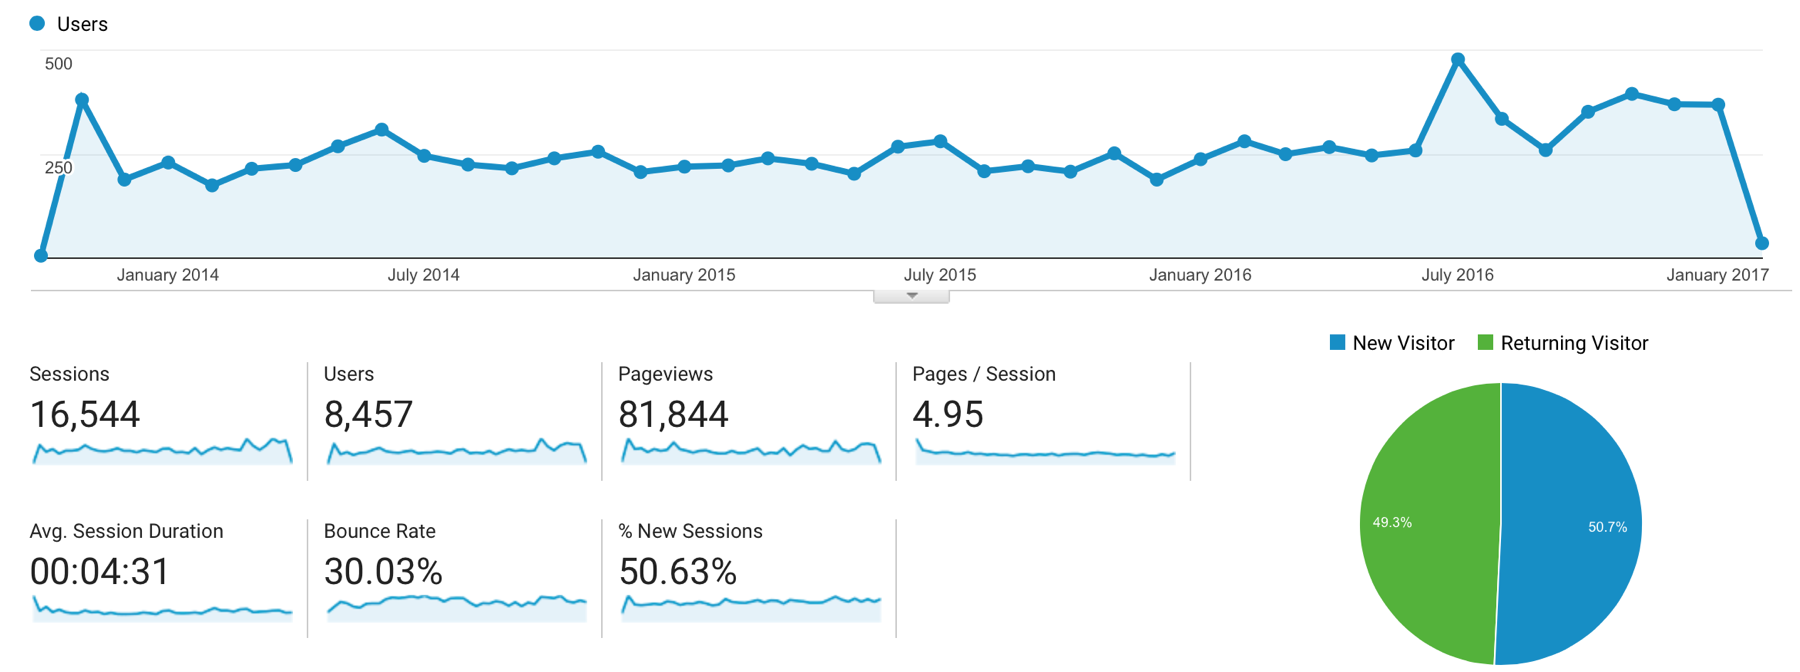 Users
500
250
January 2014 July 2014 January 2015 July 2015 January 2016 July 2016 January 2017
New Visitor Returning Visitor
Sessions Users Pageviews Pages / Session
16,544 8,457 81,844 4.95
49.3% 50.7%
Avg. Session Duration Bounce Rate % New Sessions
00:04:31 30.03% 50.63%